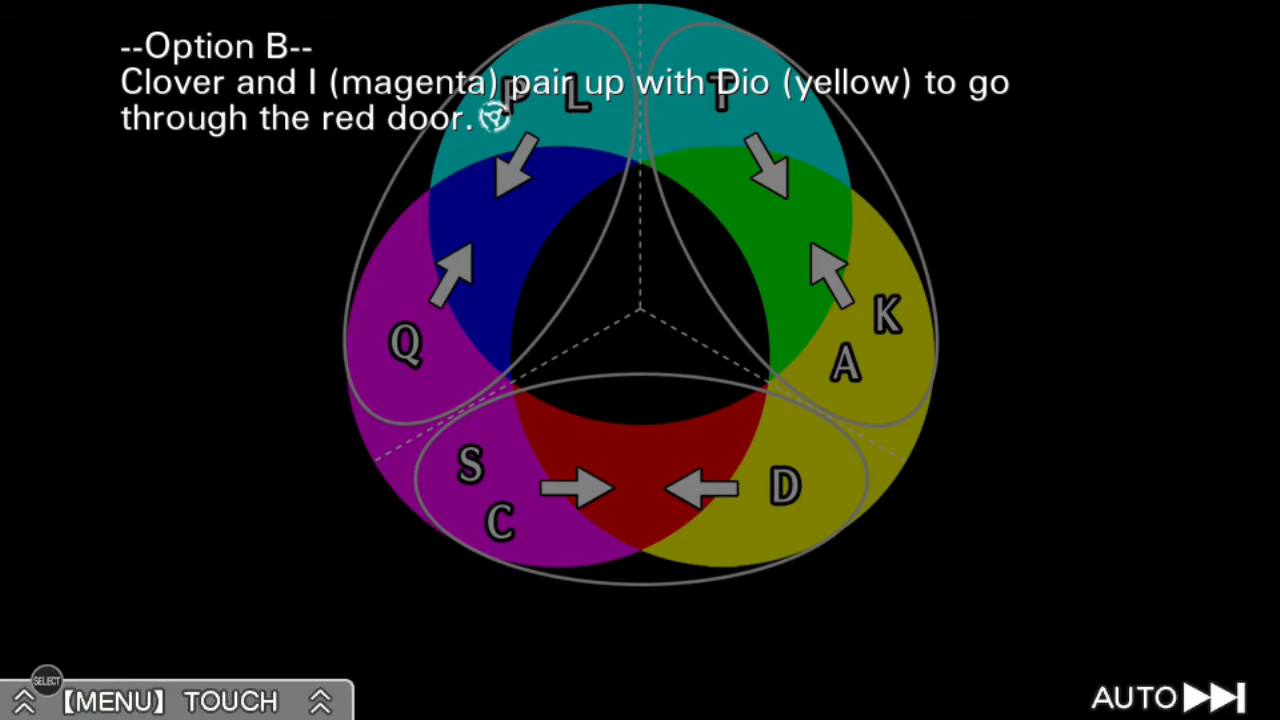 --Option B--
Clover and I (magenta) pair up with Dio (yellow) to go
through the red door.
P L T
K
Q A
S D
C
SELECT
【MENU】 TOUCH
AUTO